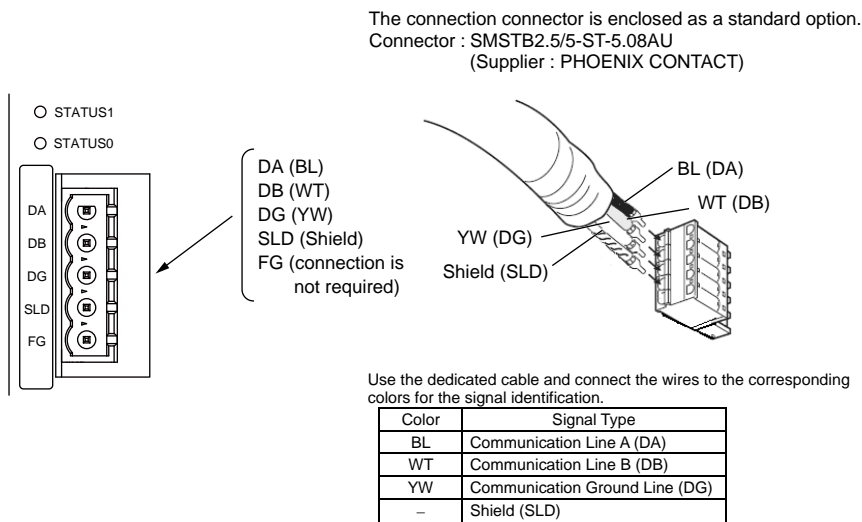 The connection connector is enclosed as a standard option.
Connector : SMSTB2.5/5-ST-5.08AU
(Supplier : PHOENIX CONTACT)
STATUS1
STATUS0
DA
DB
DG
SLD
FG
DA (BL)
DB (WT)
DG (YW)
SLD (Shield)
FG (connection is
not required)
BL (DA)
WT (DB)
YW (DG)
Shield (SLD)
Use the dedicated cable and connect the wires to the corresponding
colors for the signal identification.
Color Signal Type
BL Communication Line A (DA)
WT Communication Line B (DB)
YW Communication Ground Line (DG)
– Shield (SLD)